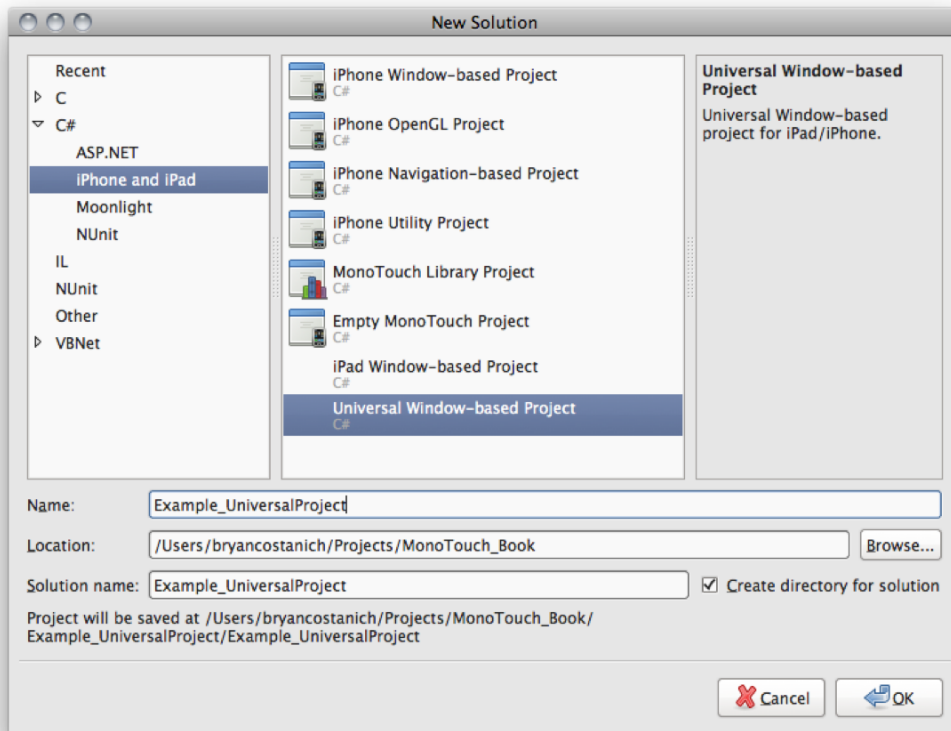 New Solution
Recent
C
C#
ASP.NET
iPhone and iPad
Moonlight
NUnit
IL
NUnit
Other
VBNet
iPhone Window-based Project
C#
iPhone OpenGL Project
C#
iPhone Navigation-based Project
C#
iPhone Utility Project
C#
MonoTouch Library Project
C#
Empty MonoTouch Project
C#
iPad Window-based Project
C#
Universal Window-based Project
C#
Universal Window-based
Project
Universal Window-based
project for iPad/iPhone.
Name:
Example_UniversalProject
Location:
/Users/bryancostanich/Projects/MonoTouch_Book
Browse...
Solution name:
Example_UniversalProject
Create directory for solution
Project will be saved at /Users/bryancostanich/Projects/MonoTouch_Book/
Example_UniversalProject/Example_UniversalProject
Cancel
OK